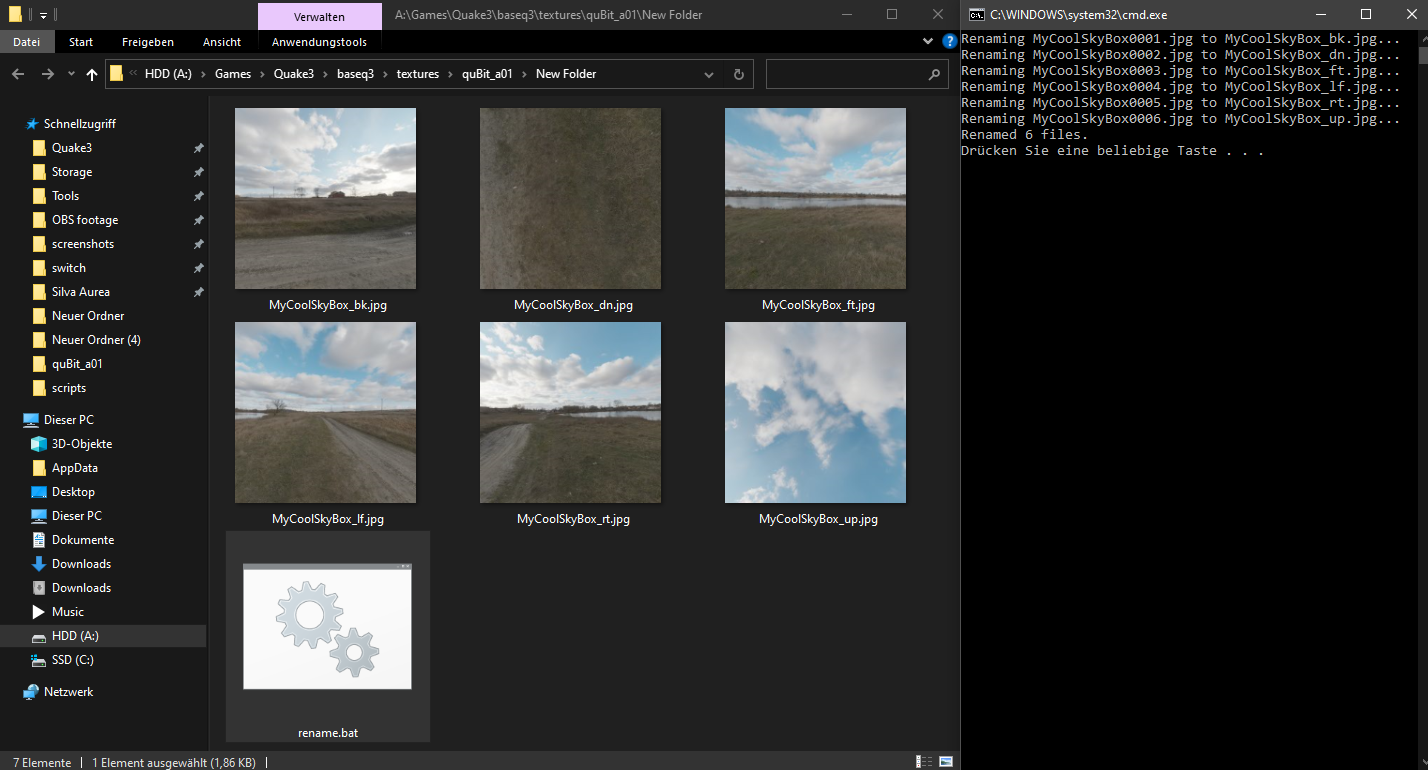 Verwalten
A:\Games\Quake3\baseq3\textures\quBit_a01\New Folder
Datei
Start
Freigeben
Ansicht
Anwendungstools
HDD (A:)
Games
Quake3
baseq3
textures
quBit_a01
New Folder
Schnellzugriff
Quake3
Storage
Tools
OBS footage
screenshots
switch
Silva Aurea
Neuer Ordner
Neuer Ordner (4)
quBit_a01
scripts
Dieser PC
3D-Objekte
AppData
Desktop
Dieser PC
Dokumente
Downloads
Downloads
Music
HDD (A:)
SSD (C:)
Netzwerk
MyCoolSkyBox_bk.jpg
MyCoolSkyBox_dn.jpg
MyCoolSkyBox_ft.jpg
MyCoolSkyBox_lf.jpg
MyCoolSkyBox_rt.jpg
MyCoolSkyBox_up.jpg
rename.bat
7 Elemente
1 Element ausgewählt (1,86 KB)
C:\WINDOWS\system32\cmd.exe
Renaming MyCoolSkyBox0001.jpg to MyCoolSkyBox_bk.jpg...
Renaming MyCoolSkyBox0002.jpg to MyCoolSkyBox_dn.jpg...
Renaming MyCoolSkyBox0003.jpg to MyCoolSkyBox_ft.jpg...
Renaming MyCoolSkyBox0004.jpg to MyCoolSkyBox_lf.jpg...
Renaming MyCoolSkyBox0005.jpg to MyCoolSkyBox_rt.jpg...
Renaming MyCoolSkyBox0006.jpg to MyCoolSkyBox_up.jpg...
Renamed 6 files.
Drücken Sie eine beliebige Taste . . .